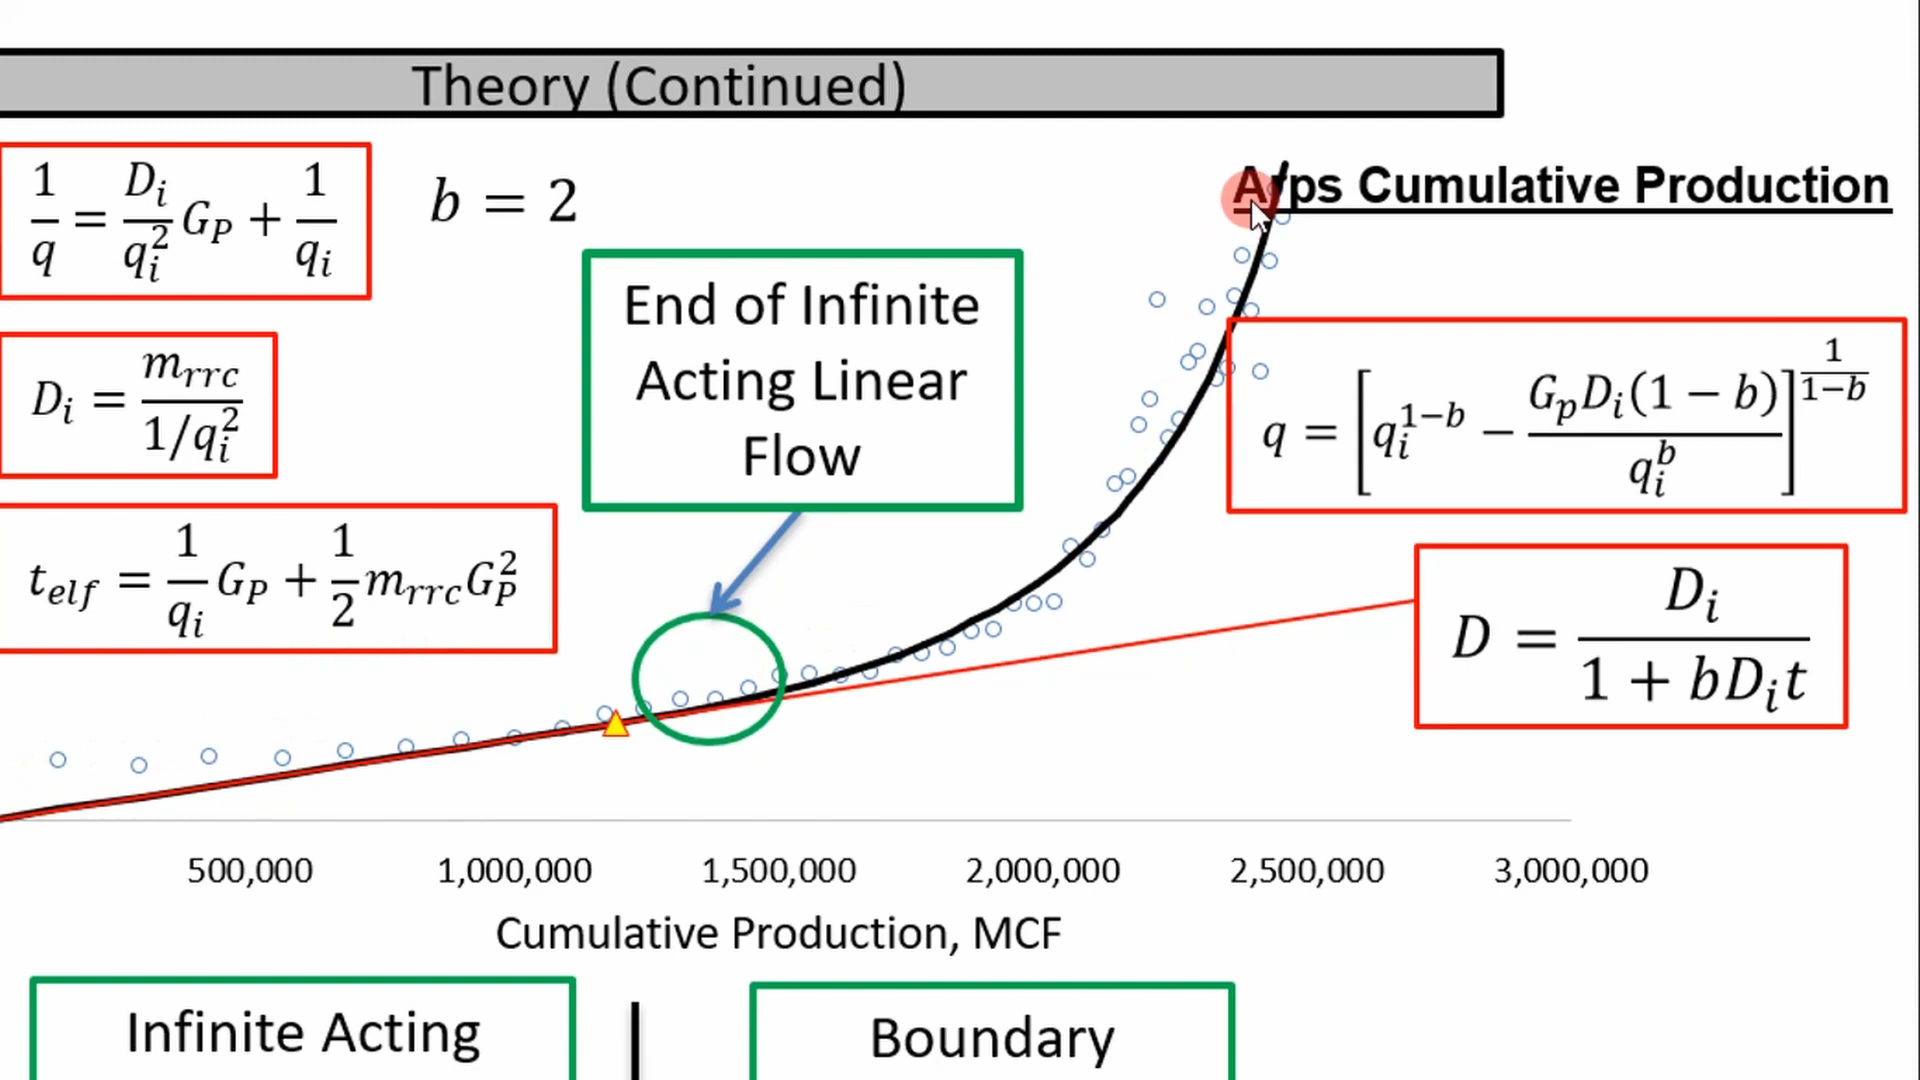 Theory (Continued)
1/q = D_i/q_i^2 G_P + 1/q_i
b = 2
Arps Cumulative Production
End of Infinite
Acting Linear
Flow
D_i = m_rrc/1/q_i^2
q = [q_i^{1−b} − G_pD_i(1 − b)/q_i^b]^{1/1−b}
t_elf = 1/q_i G_P + 1/2 m_rrc G_P^2
D = D_i/1 + bD_it
500,000 1,000,000 1,500,000 2,000,000 2,500,000 3,000,000
Cumulative Production, MCF
Infinite Acting
Boundary